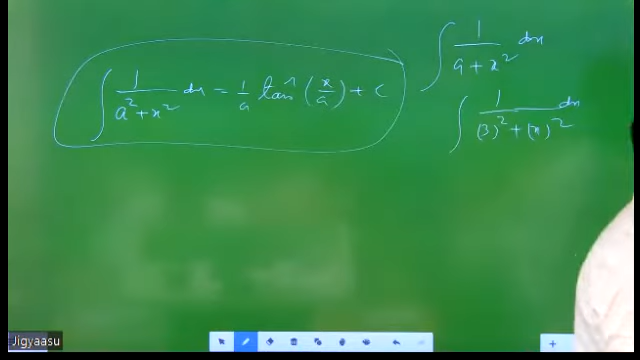 ∫ 1/(a²+x²) dx = 1/a tan⁻¹(x/a) + c
∫ 1/(9+x²) dx
∫ 1/((3)²+(x)²) dx
Jigyaasu